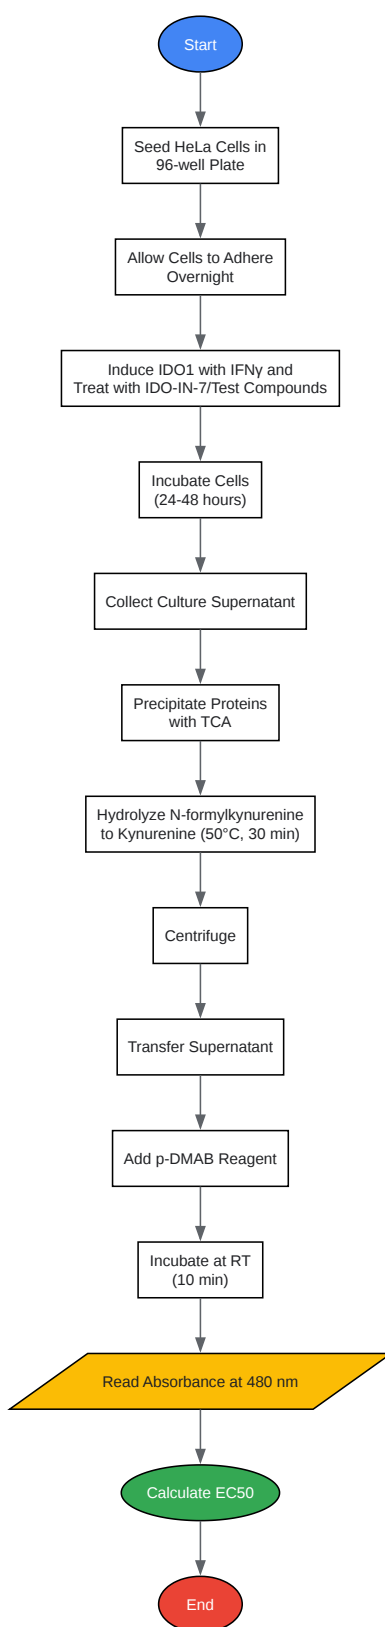 Start
Seed HeLa Cells in
96-well Plate
Allow Cells to Adhere
Overnight
Induce IDO1 with IFNγ and
Treat with IDO-IN-7/Test Compounds
Incubate Cells
(24-48 hours)
Collect Culture Supernatant
Precipitate Proteins
with TCA
Hydrolyze N-formylkynurenine
to Kynurenine (50°C, 30 min)
Centrifuge
Transfer Supernatant
Add p-DMAB Reagent
Incubate at RT
(10 min)
Read Absorbance at 480 nm
Calculate EC50
End